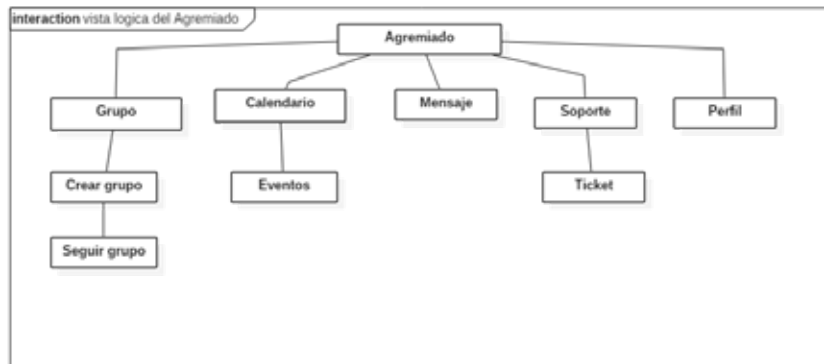 interaction vista logica del Agremiado
Agremiado
Grupo
Calendario
Mensaje
Soporte
Perfil
Crear grupo
Eventos
Ticket
Seguir grupo